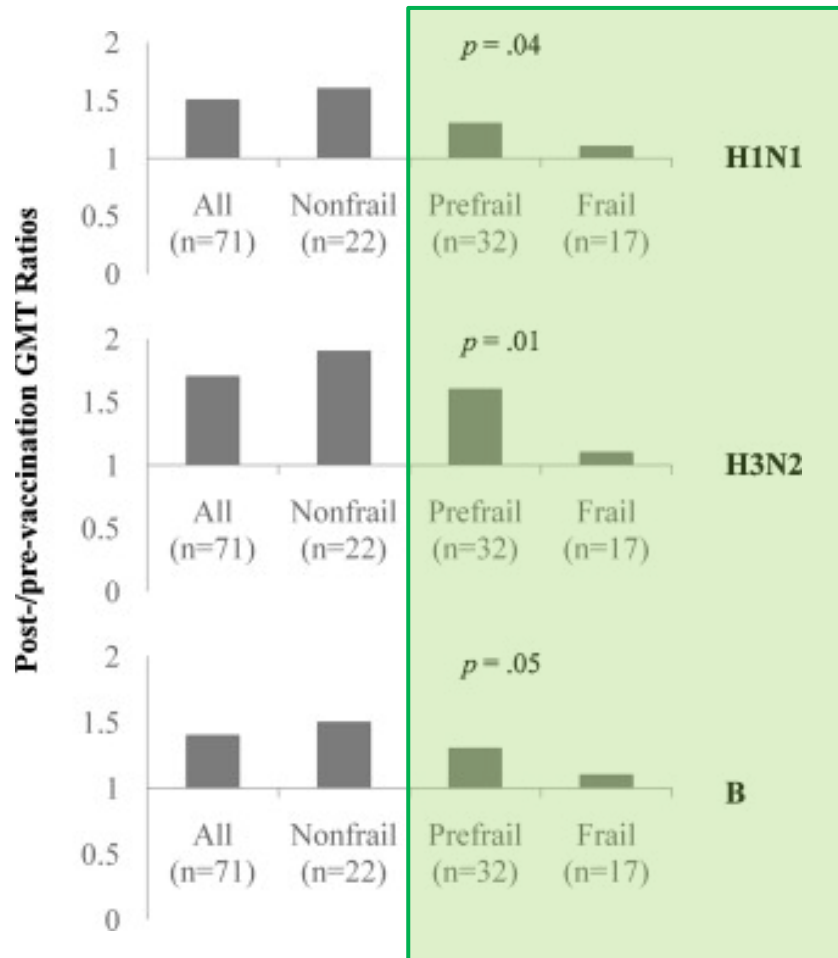 Post-/pre-vaccination GMT Ratios
2
p = .04
1.5
1
H1N1
All Nonfrail Prefrail Frail
0.5
(n=71) (n=22) (n=32) (n=17)
0
2
p = .01
1.5
1
H3N2
All Nonfrail Prefrail Frail
0.5
(n=71) (n=22) (n=32) (n=17)
0
2
p = .05
1.5
1
B
All Nonfrail Prefrail Frail
0.5
(n=71) (n=22) (n=32) (n=17)
0